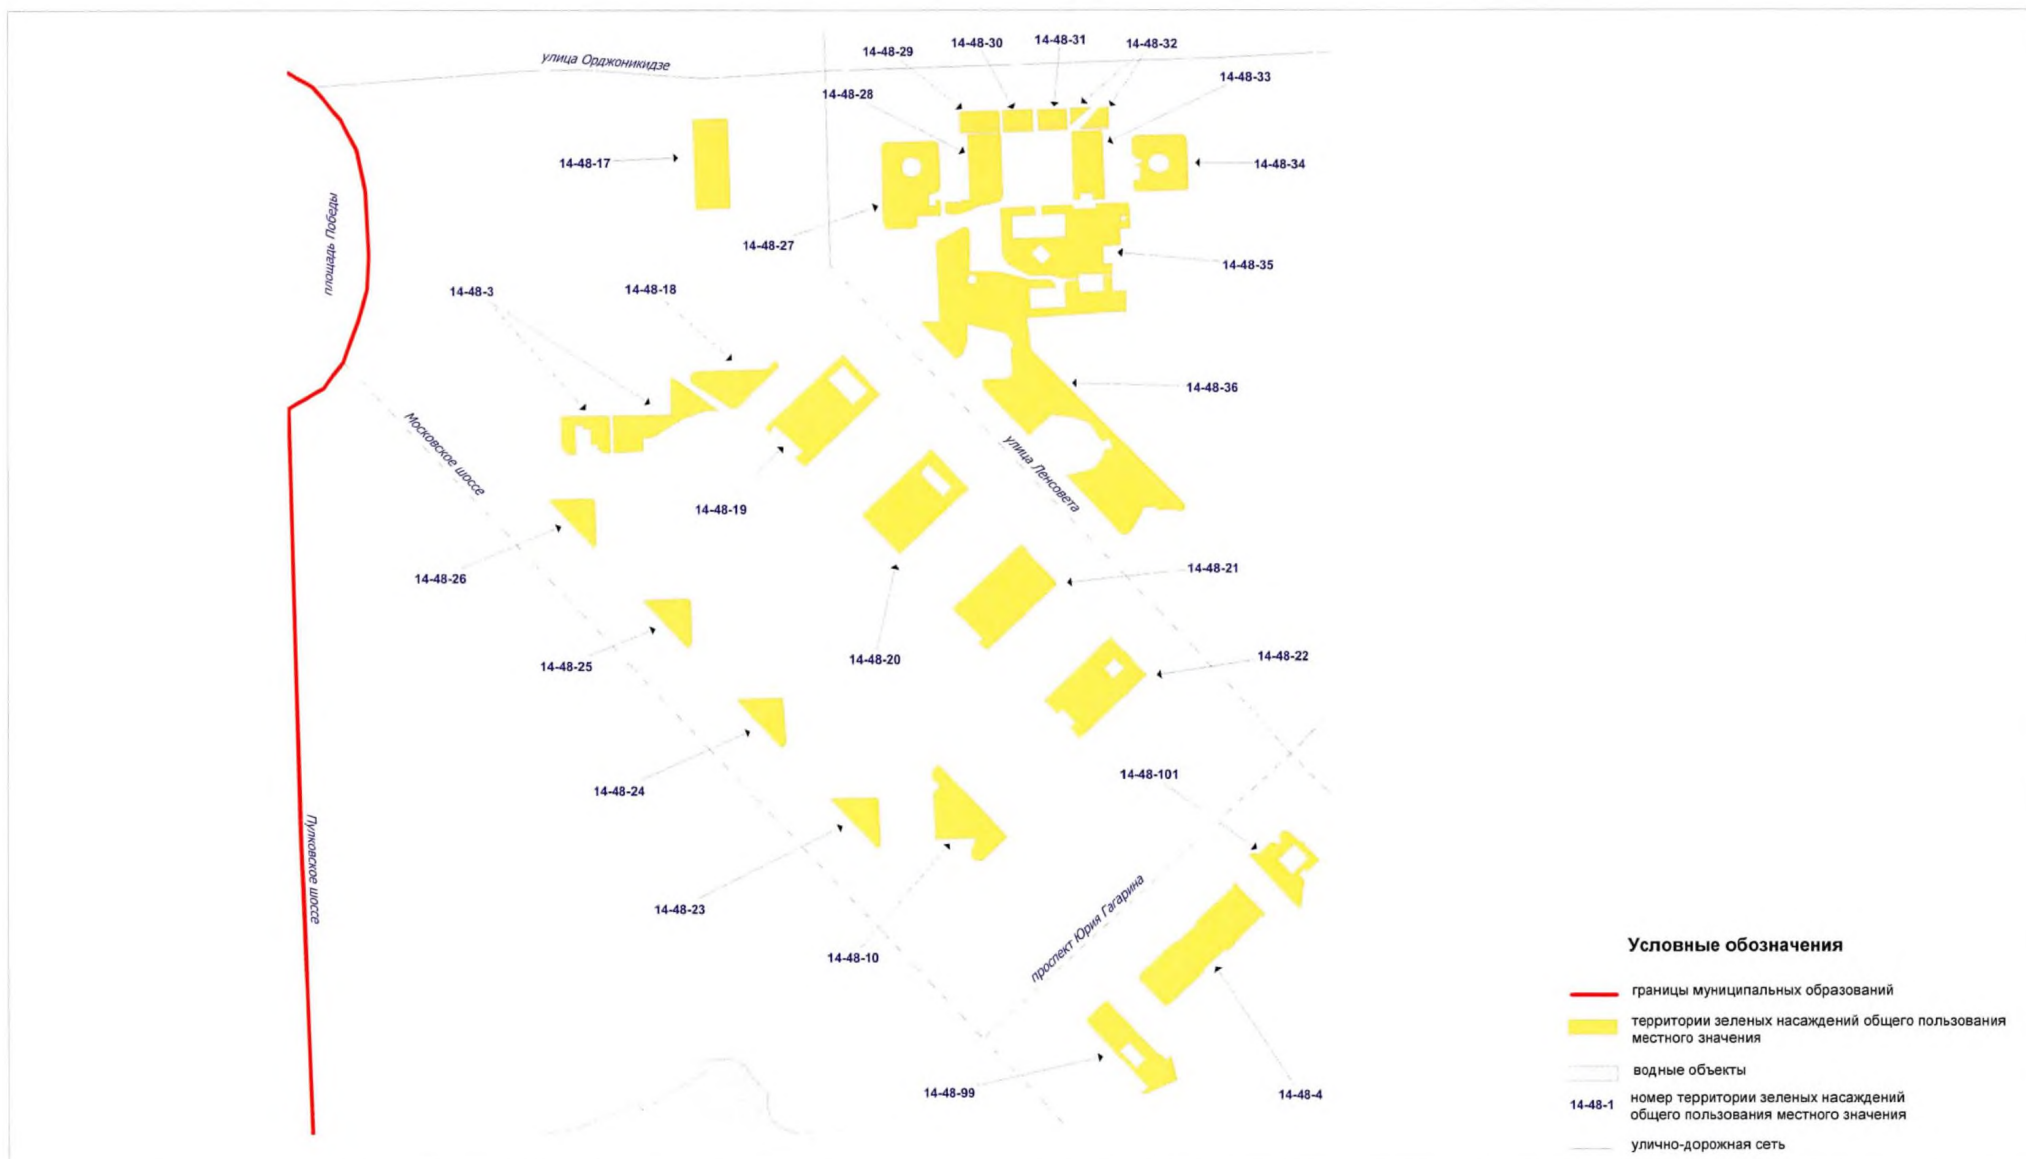 улица Орджоникидзе
14-48-29
14-48-30
14-48-31
14-48-32
14-48-33
14-48-28
14-48-17
14-48-34
14-48-27
14-48-35
площадь Победы
14-48-3
14-48-18
14-48-36
Московское шоссе
улица Ленсовета
14-48-19
14-48-26
14-48-21
14-48-25
14-48-20
14-48-22
14-48-24
14-48-101
Пулковское шоссе
14-48-23
14-48-10
проспект Юрия Гагарина
14-48-99
14-48-4
Условные обозначения
границы муниципальных образований
территории зеленых насаждений общего пользования
местного значения
водные объекты
14-48-1
номер территории зеленых насаждений
общего пользования местного значения
улично-дорожная сеть